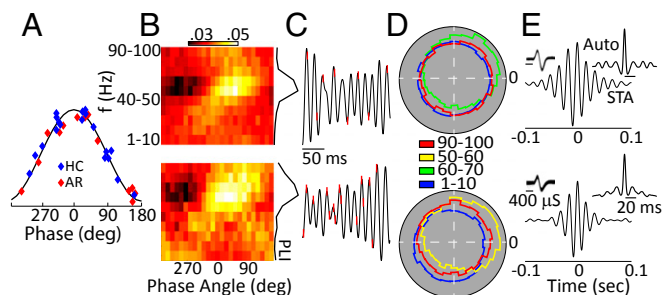 A
B
C
D
E
.03
.05
90-100
40-50
1-10
f (Hz)
HC
AR
270
0
90
180
Phase (deg)
PLI
270
0
90
Phase Angle (deg)
50 ms
0
90-100
50-60
60-70
1-10
0
Auto
STA
-0.1
0.1
400 µS
20 ms
-0.1
0
0.1
Time (sec)